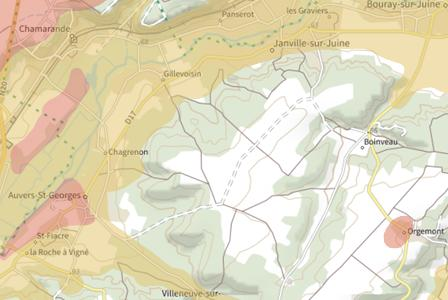 Bouray-sur-Juine
les Graviers
Panserot
Chamarande
Janville-sur-Juine
Gillevoisin
N20
D17
Boinveau
Chagrenon
Auvers-St-Georges
Orgemont
St-Fiacre
la Roche à Vigné
Villeneuve-sur-